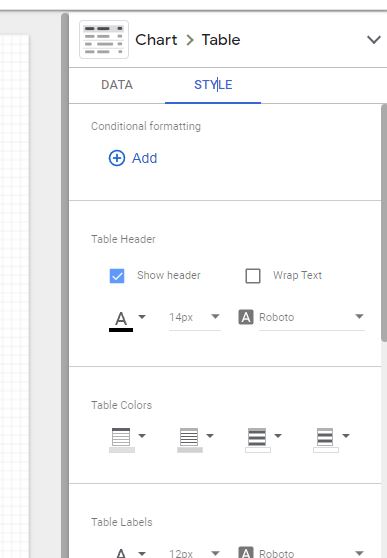 Chart > Table
DATA STYLE
Conditional formatting
Add
Table Header
Show header Wrap Text
A 14px A Roboto
Table Colors
Table Labels
A 12px A Roboto